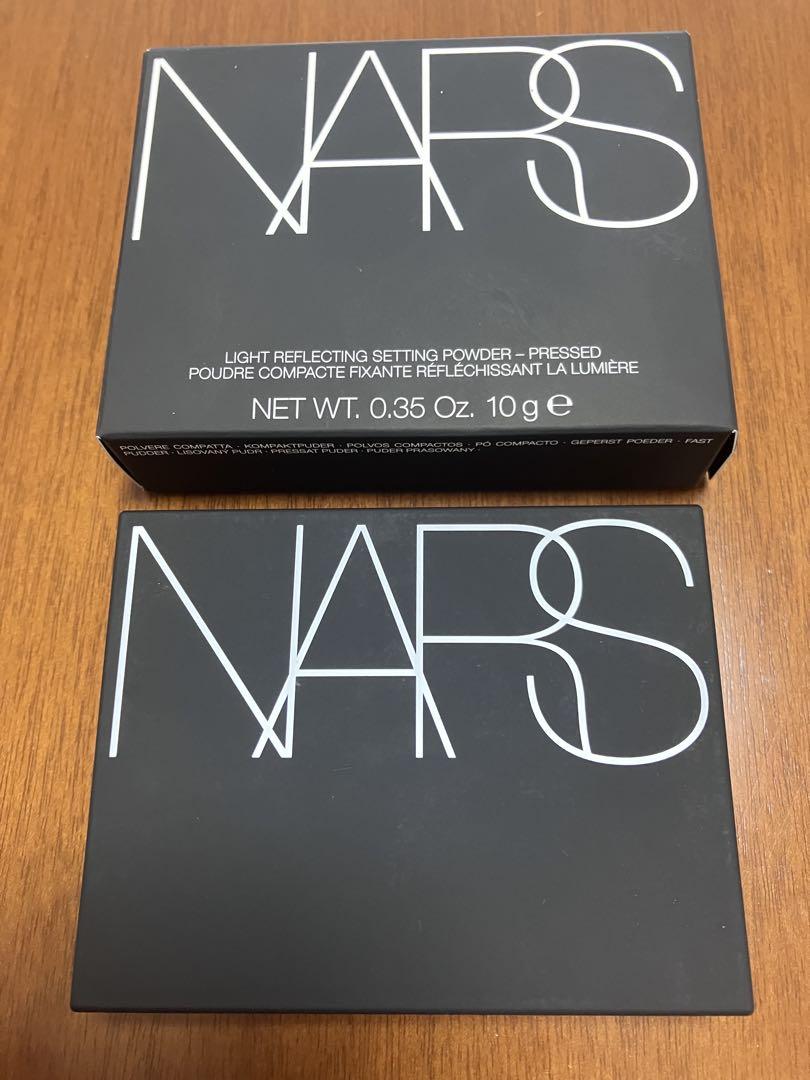 NARS
LIGHT REFLECTING SETTING POWDER – PRESSED
POUDRE COMPACTE FIXANTE RÉFLÉCHISSANT LA LUMIÈRE
NET WT. 0.35 Oz. 10 g ℮
POLVERE COMPATTA · KOMPAKTPUDER · POLVOS COMPACTOS · PÓ COMPACTO · GEPERST POEDER · FAST
PUDDER · LISOVANÝ PUDR · PRESSAT PUDER · PUDER PRASOWANY ·
NARS